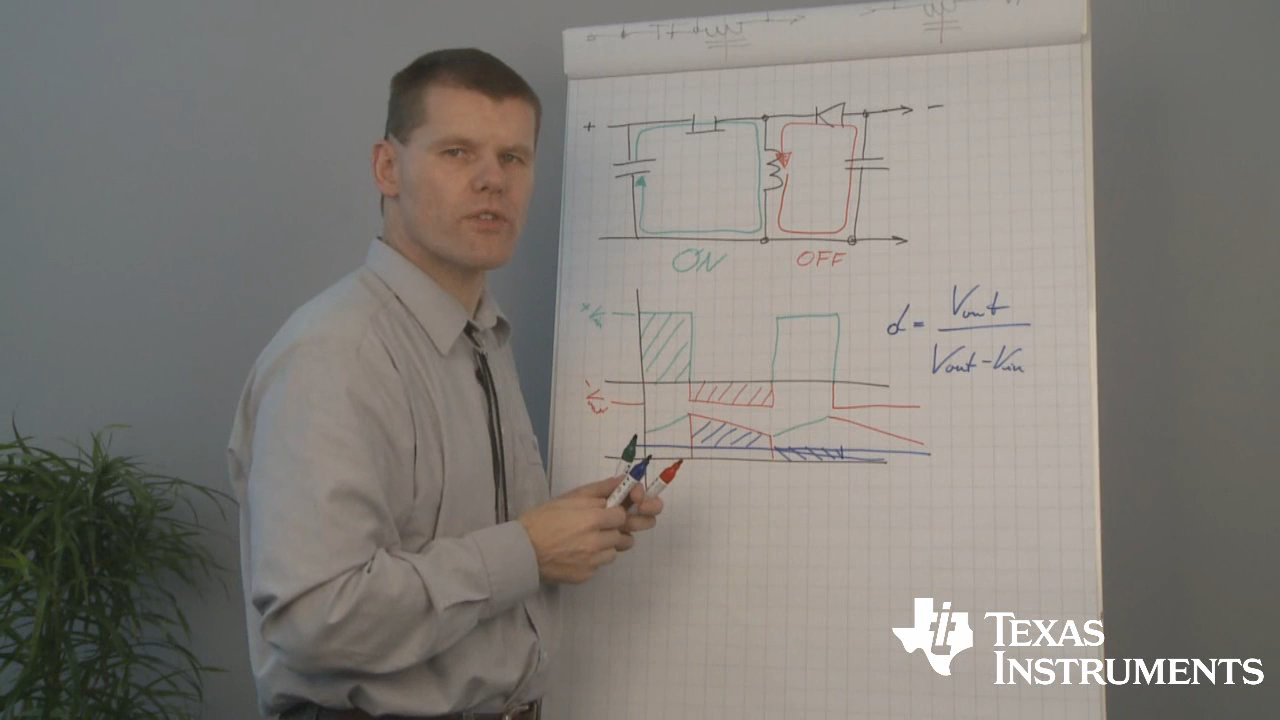 + -
ON OFF
d = Vout
Vout - Vin
TEXAS
INSTRUMENTS